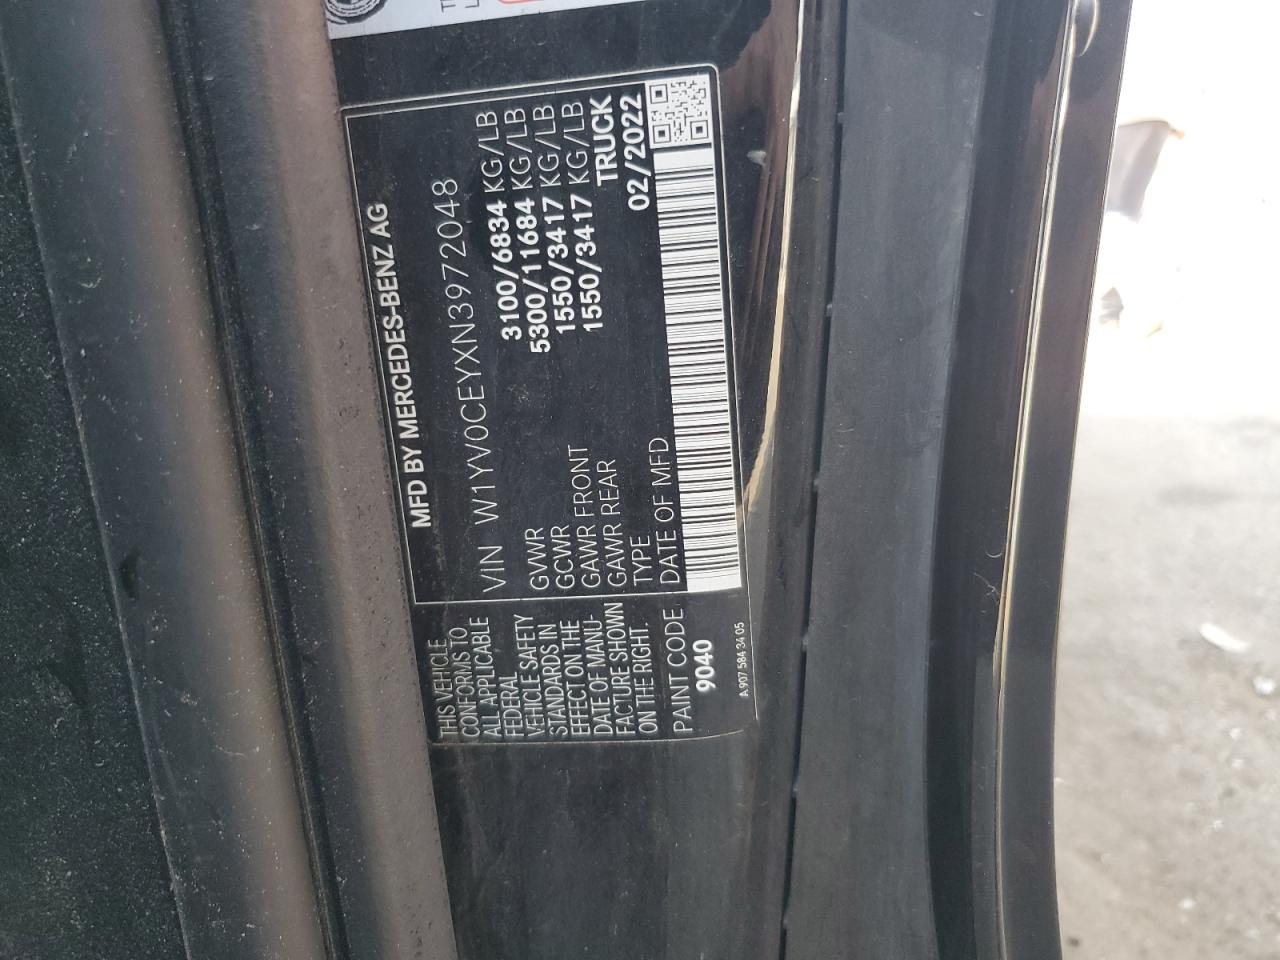 MFD BY MERCEDES-BENZ AG
VIN W1YV0CEYXN3972048
GVWR 3100/6834 KG/LB
GCWR 5300/11684 KG/LB
GAWR FRONT 1550/3417 KG/LB
GAWR REAR 1550/3417 KG/LB
TYPE TRUCK
DATE OF MFD 02/2022
THIS VEHICLE
CONFORMS TO
ALL APPLICABLE
FEDERAL
VEHICLE SAFETY
STANDARDS IN
EFFECT ON THE
DATE OF MANU-
FACTURE SHOWN
ON THE RIGHT.
PAINT CODE
9040
A 907 584 34 05